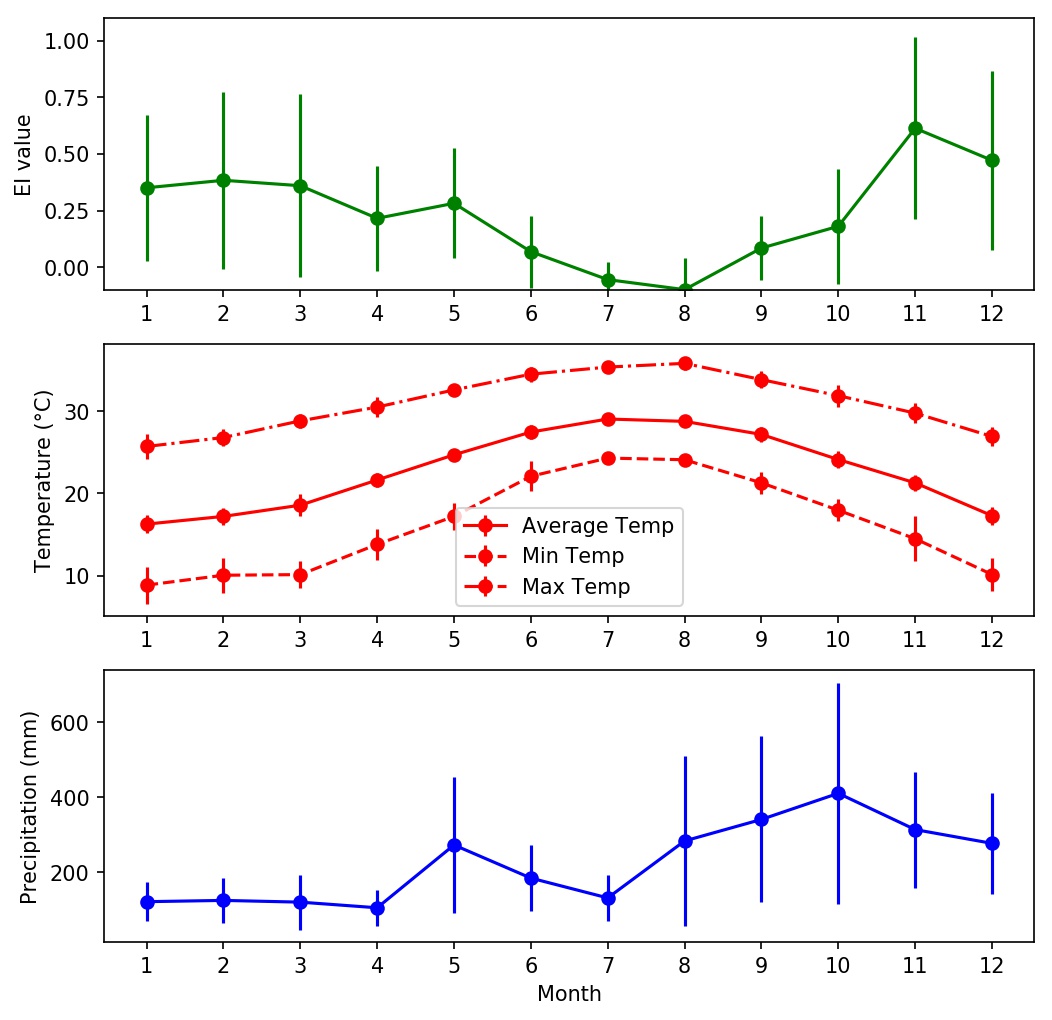 EI value
1.00
0.75
0.50
0.25
0.00
1 2 3 4 5 6 7 8 9 10 11 12
Temperature (°C)
30
20
10
Average Temp
Min Temp
Max Temp
1 2 3 4 5 6 7 8 9 10 11 12
Precipitation (mm)
600
400
200
1 2 3 4 5 6 7 8 9 10 11 12
Month